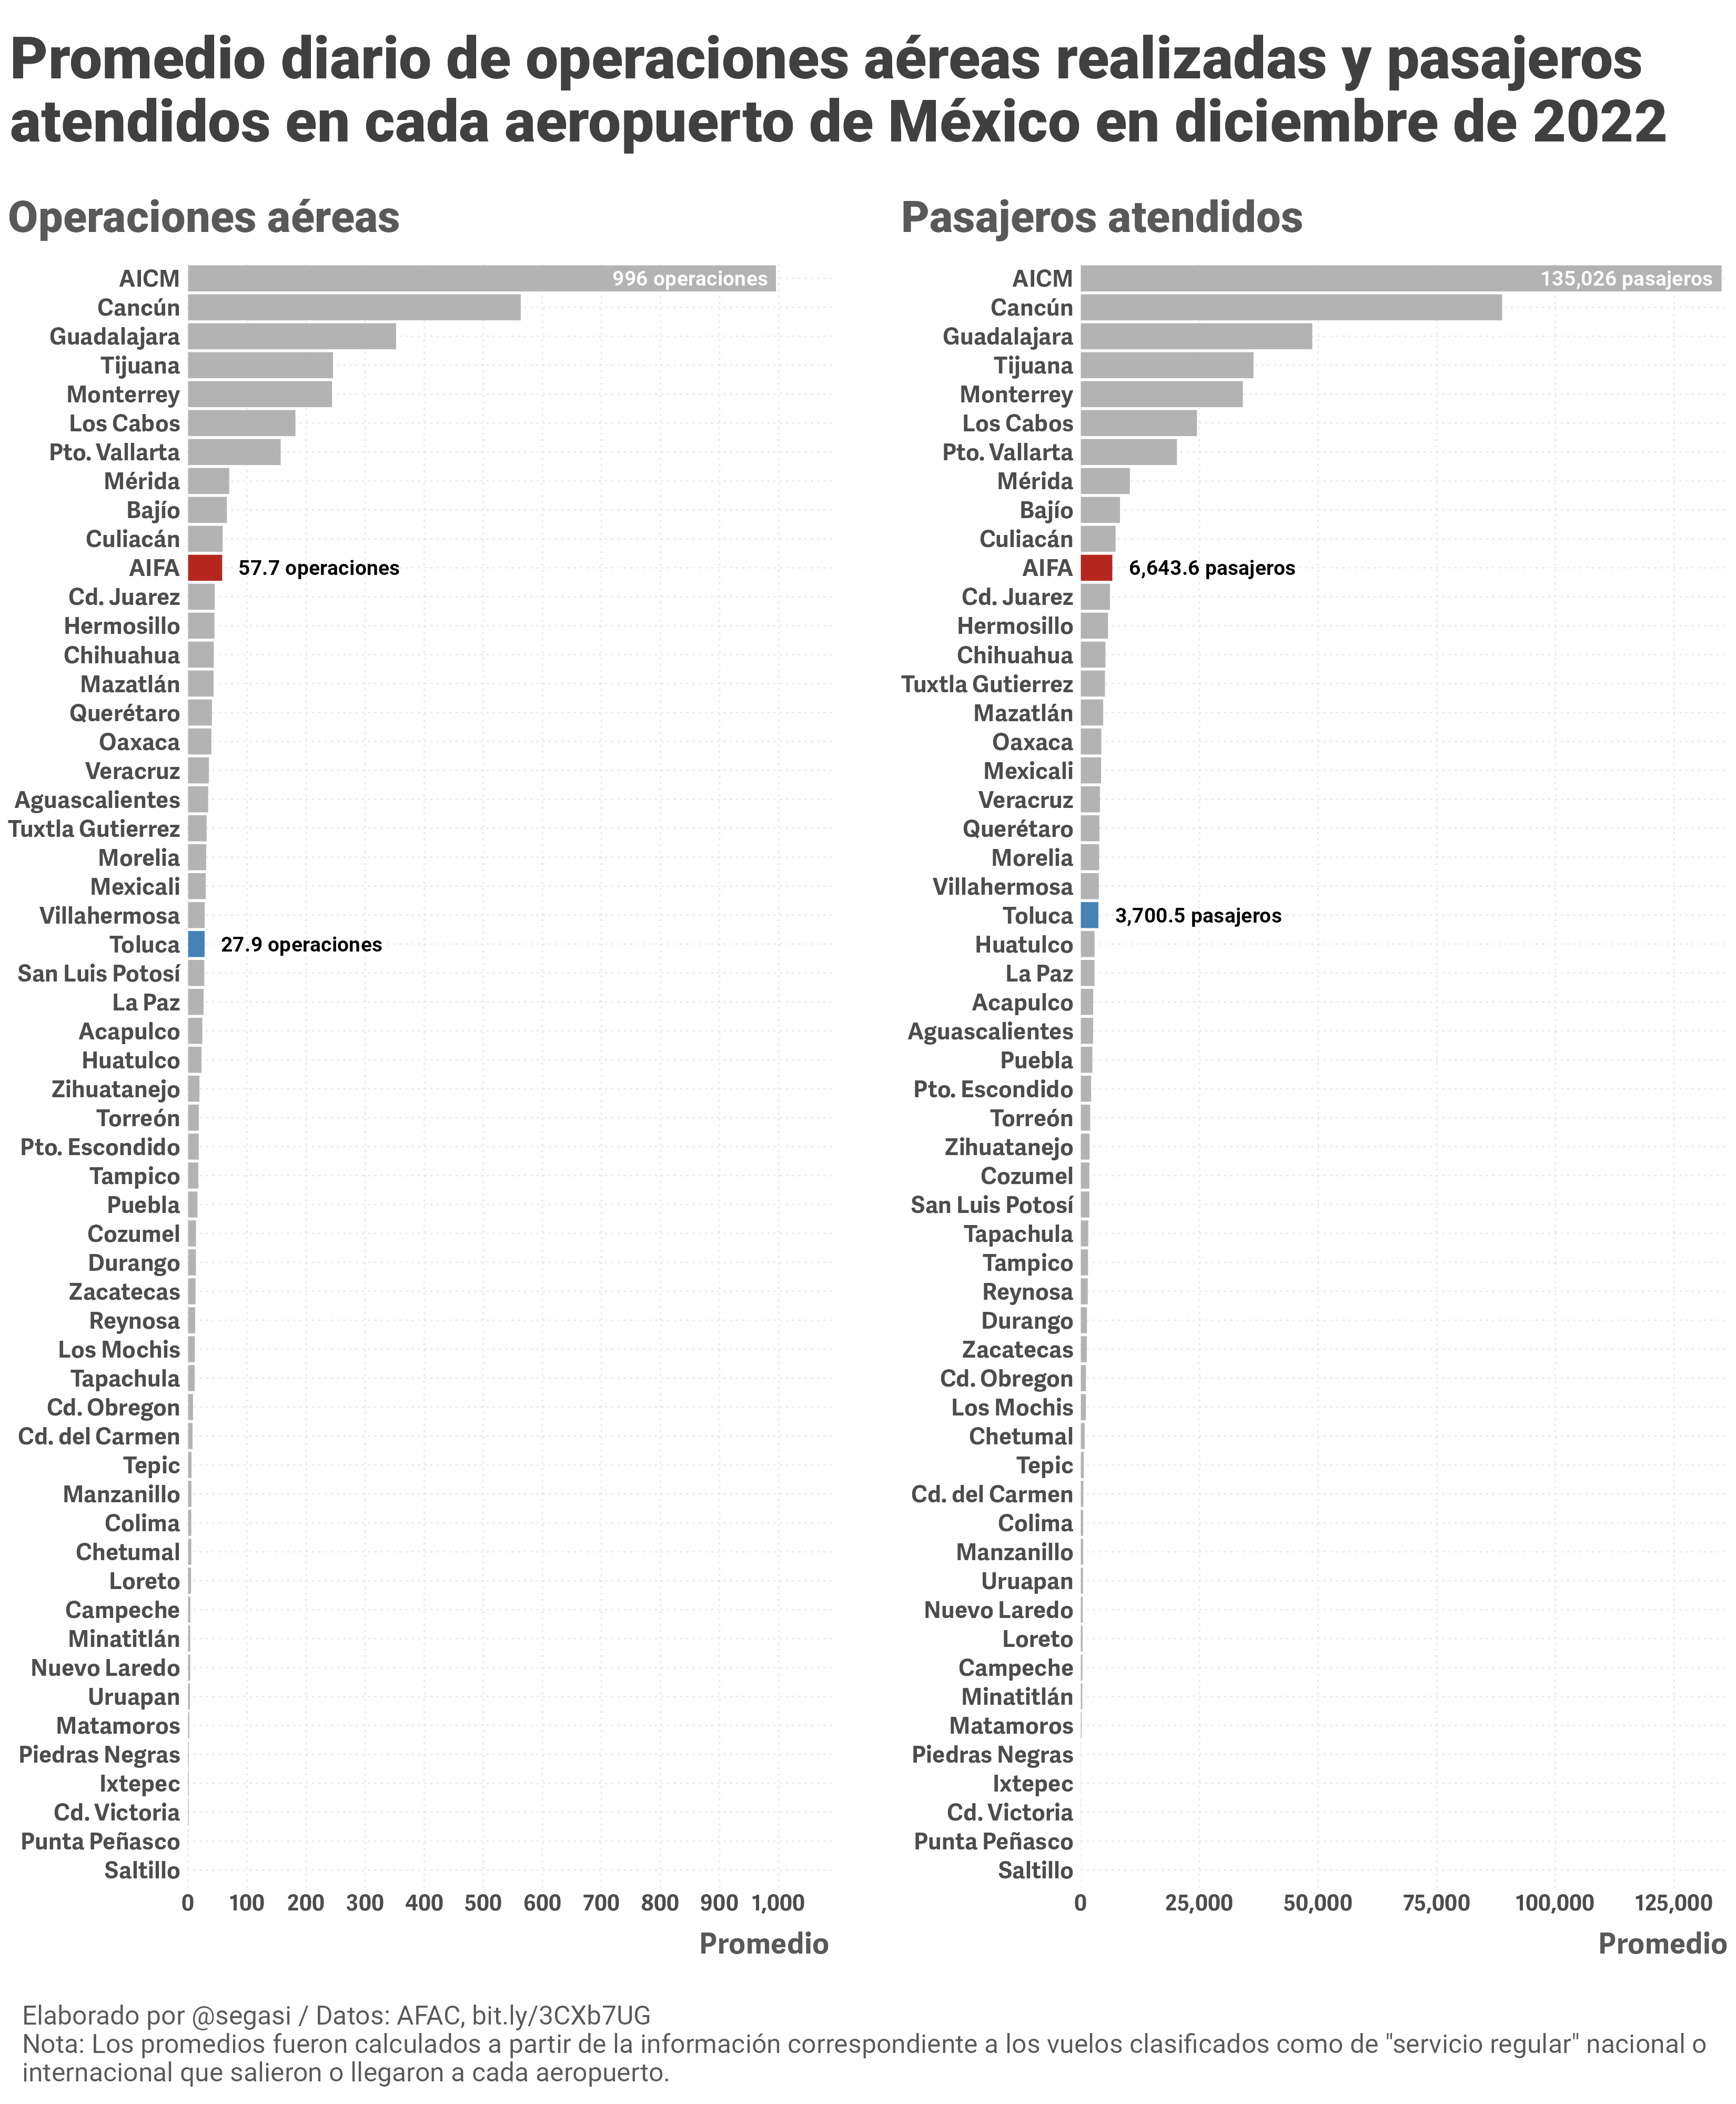 Promedio diario de operaciones aéreas realizadas y pasajeros
atendidos en cada aeropuerto de México en diciembre de 2022
Operaciones aéreas
AICM
996 operaciones
Cancún
Guadalajara
Tijuana
Monterrey
Los Cabos
Pto. Vallarta
Mérida
Bajío
Culiacán
AIFA
57.7 operaciones
Cd. Juarez
Hermosillo
Chihuahua
Mazatlán
Querétaro
Oaxaca
Veracruz
Aguascalientes
Tuxtla Gutierrez
Morelia
Mexicali
Villahermosa
Toluca
27.9 operaciones
San Luis Potosí
La Paz
Acapulco
Huatulco
Zihuatanejo
Torreón
Pto. Escondido
Tampico
Puebla
Cozumel
Durango
Zacatecas
Reynosa
Los Mochis
Tapachula
Cd. Obregon
Cd. del Carmen
Tepic
Manzanillo
Colima
Chetumal
Loreto
Campeche
Minatitlán
Nuevo Laredo
Uruapan
Matamoros
Piedras Negras
Ixtepec
Cd. Victoria
Punta Peñasco
Saltillo
0 100 200 300 400 500 600 700 800 900 1,000
Promedio
Pasajeros atendidos
AICM
135,026 pasajeros
Cancún
Guadalajara
Tijuana
Monterrey
Los Cabos
Pto. Vallarta
Mérida
Bajío
Culiacán
AIFA
6,643.6 pasajeros
Cd. Juarez
Hermosillo
Chihuahua
Tuxtla Gutierrez
Mazatlán
Oaxaca
Mexicali
Veracruz
Querétaro
Morelia
Villahermosa
Toluca
3,700.5 pasajeros
Huatulco
La Paz
Acapulco
Aguascalientes
Puebla
Pto. Escondido
Torreón
Zihuatanejo
Cozumel
San Luis Potosí
Tapachula
Tampico
Reynosa
Durango
Zacatecas
Cd. Obregon
Los Mochis
Chetumal
Tepic
Cd. del Carmen
Colima
Manzanillo
Uruapan
Nuevo Laredo
Loreto
Campeche
Minatitlán
Matamoros
Piedras Negras
Ixtepec
Cd. Victoria
Punta Peñasco
Saltillo
0 25,000 50,000 75,000 100,000 125,000
Promedio
Elaborado por @segasi / Datos: AFAC, bit.ly/3CXb7UG
Nota: Los promedios fueron calculados a partir de la información correspondiente a los vuelos clasificados como de "servicio regular" nacional o
internacional que salieron o llegaron a cada aeropuerto.